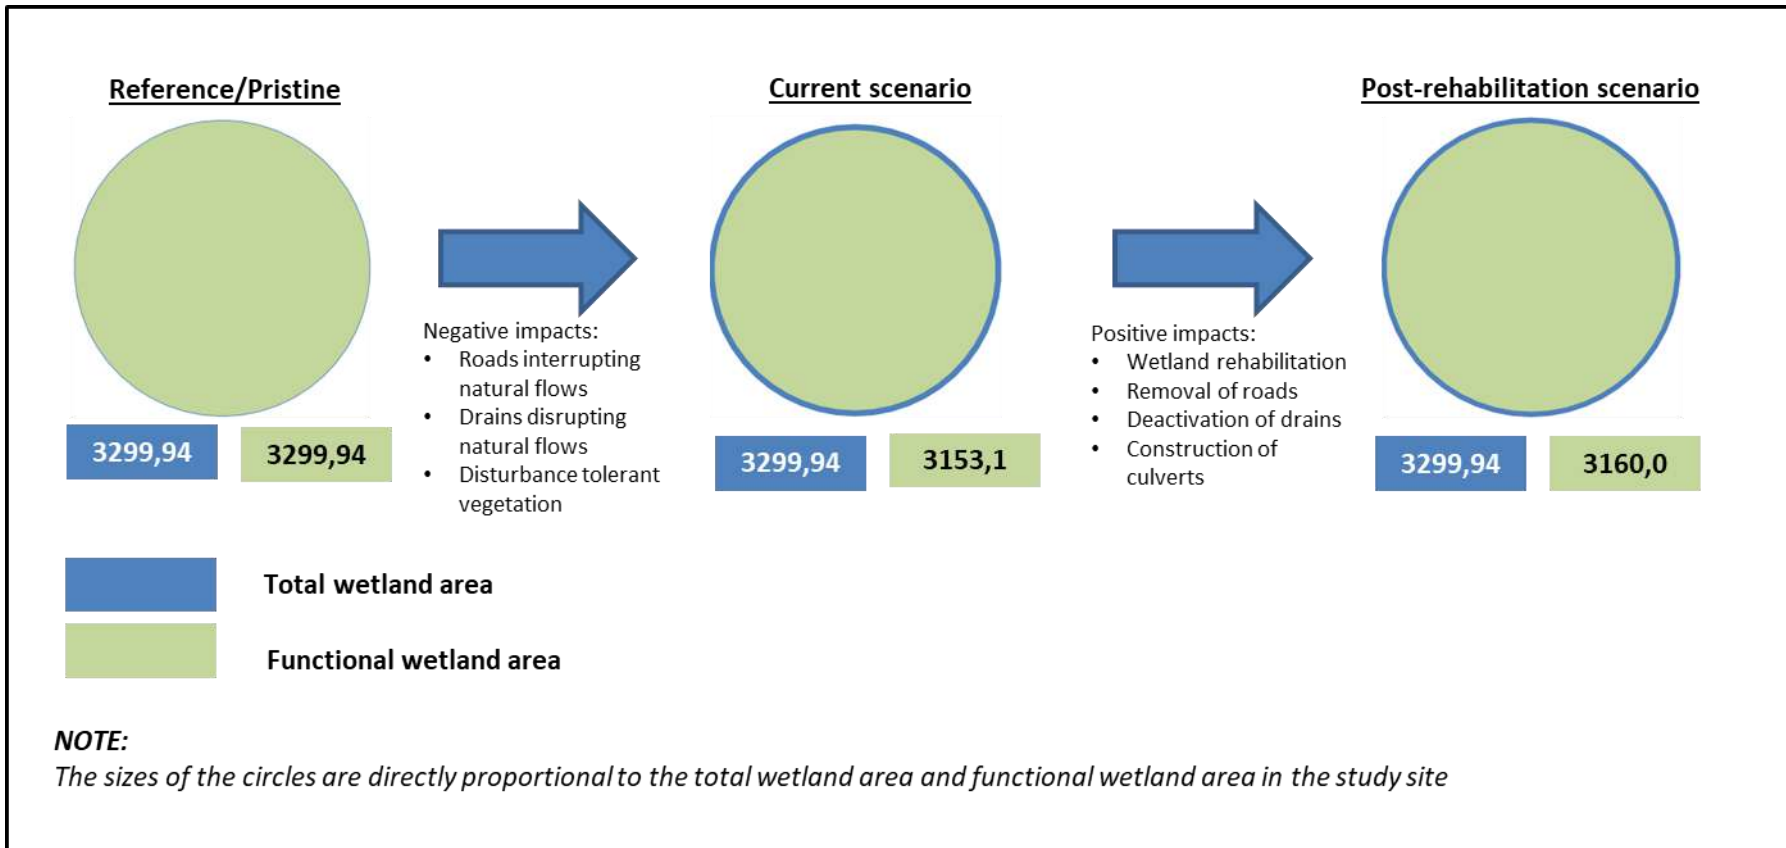 Reference/Pristine
Current scenario
Post-rehabilitation scenario
Negative impacts:
• Roads interrupting
natural flows
• Drains disrupting
natural flows
• Disturbance tolerant
vegetation
Positive impacts:
• Wetland rehabilitation
• Removal of roads
• Deactivation of drains
• Construction of
culverts
3299,94
3299,94
3299,94
3153,1
3299,94
3160,0
Total wetland area
Functional wetland area
NOTE:
The sizes of the circles are directly proportional to the total wetland area and functional wetland area in the study site